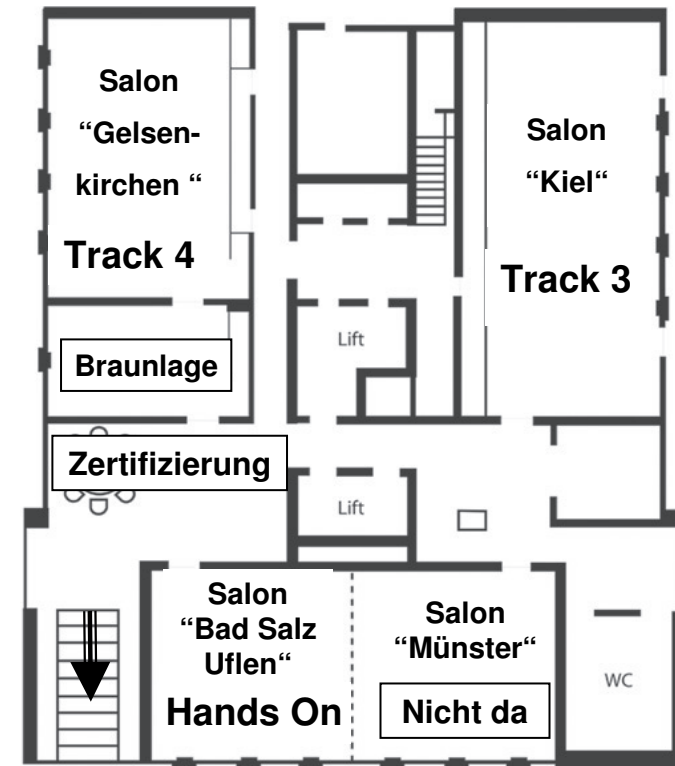 Salon
“Gelsen-
kirchen “
Track 4
Salon
“Kiel“
Track 3
Lift
Braunlage
Zertifizierung
Lift
Salon
“Bad Salz
Uflen“
Hands On
Salon
“Münster“
Nicht da
WC